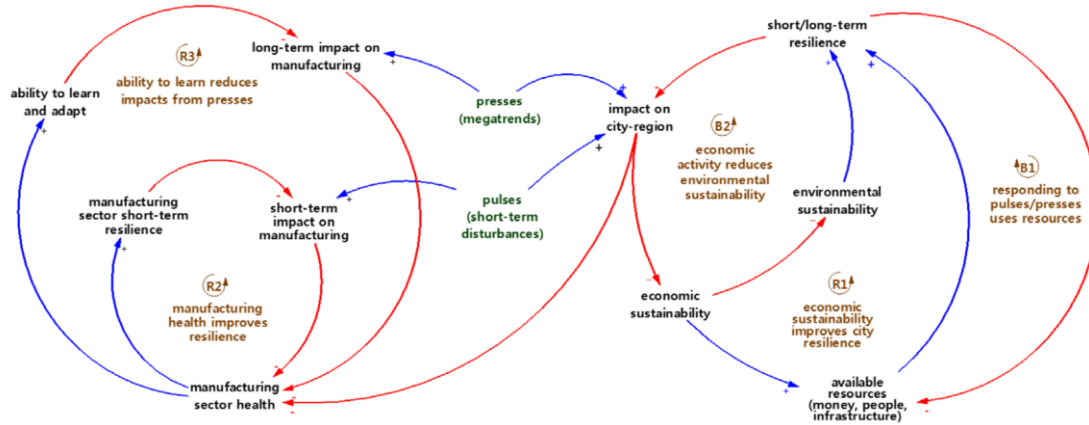 R3
ability to learn reduces
impacts from presses
long-term impact on
manufacturing
ability to learn
and adapt
presses
(megatrends)
impact on
city-region
short/long-term
resilience
B2
economic
activity reduces
environmental
sustainability
B1
responding to
pulses/presses
uses resources
manufacturing
sector short-term
resilience
short-term
impact on
manufacturing
pulses
(short-term
disturbances)
environmental
sustainability
R2
manufacturing
health improves
resilience
economic
sustainability
R1
economic
sustainability
improves city
resilience
manufacturing
sector health
available
resources
(money, people,
infrastructure)